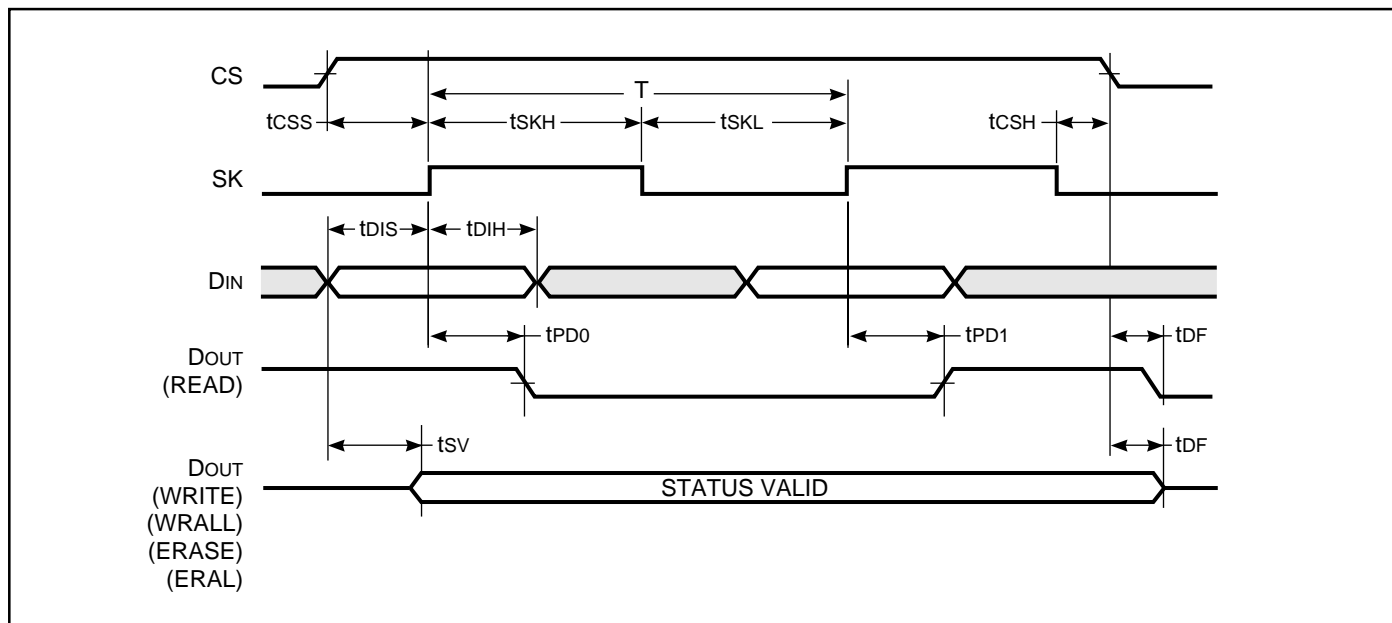 CS
T
tCSS
tSKH
tSKL
tCSH
SK
tDIS
tDIH
DIN
tPD0
tPD1
tDF
DOUT
(READ)
tSV
tDF
DOUT
(WRITE)
(WRALL)
(ERASE)
(ERAL)
STATUS VALID